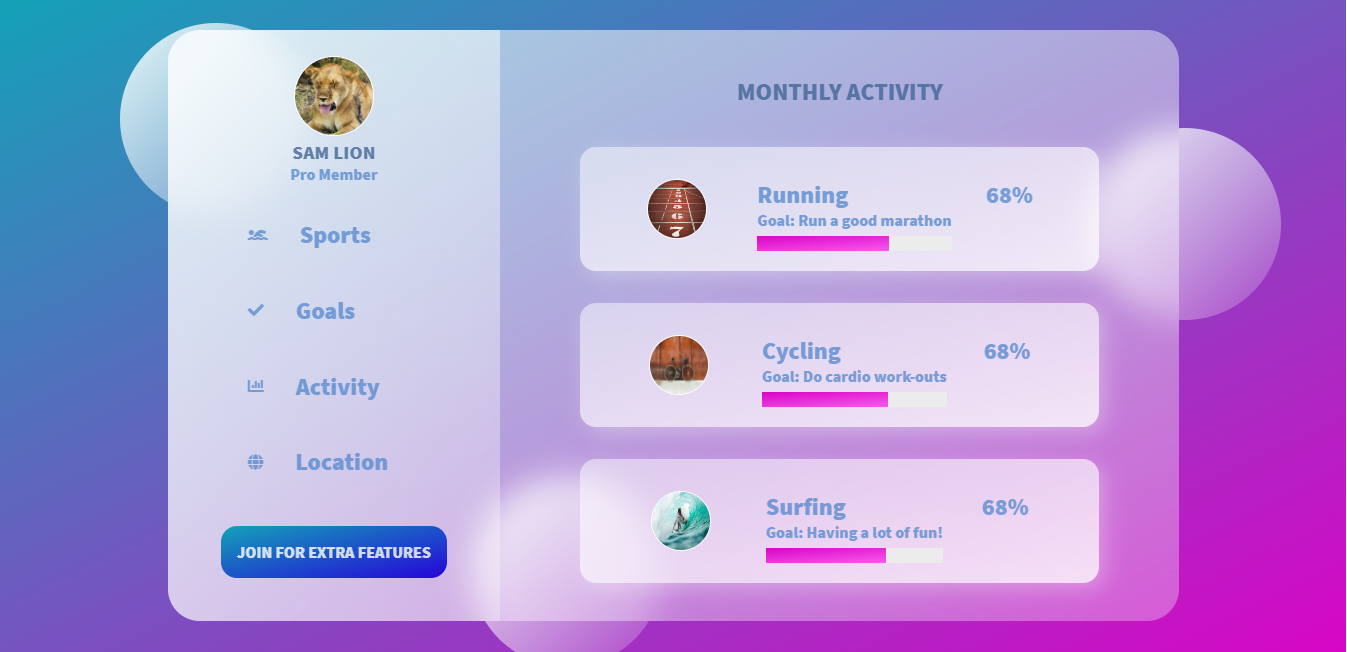 SAM LION
Pro Member
Sports
Goals
Activity
Location
JOIN FOR EXTRA FEATURES
MONTHLY ACTIVITY
Running 68%
Goal: Run a good marathon
Cycling 68%
Goal: Do cardio work-outs
Surfing 68%
Goal: Having a lot of fun!